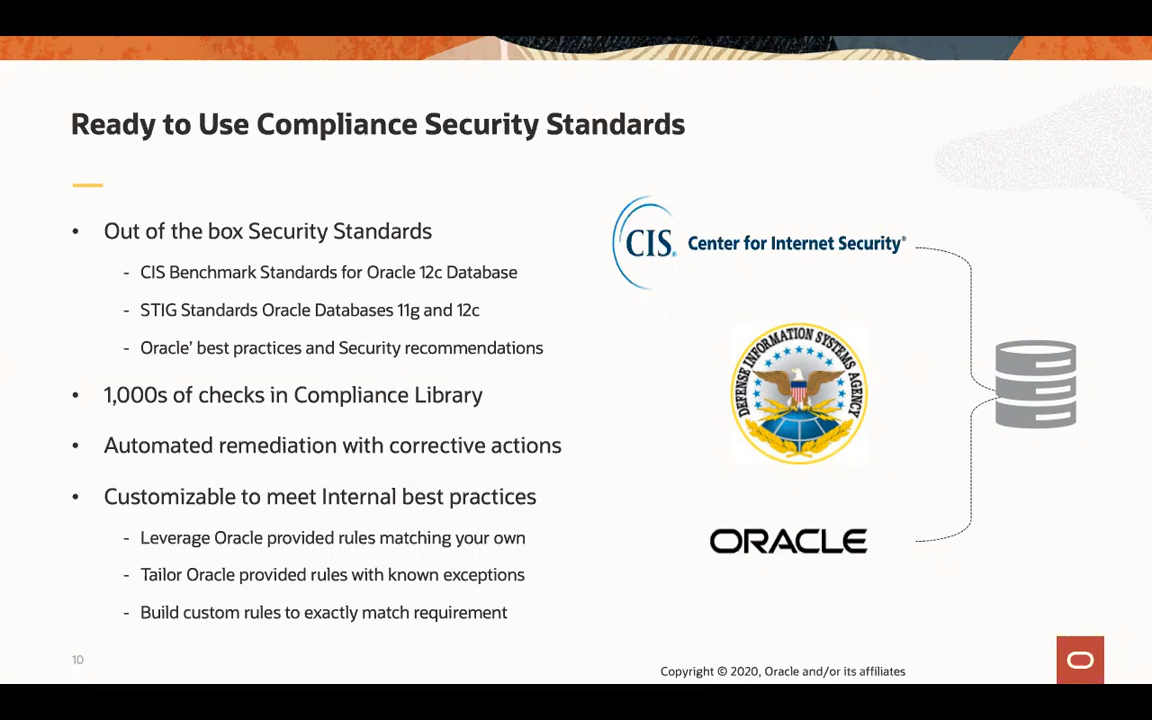 Ready to Use Compliance Security Standards
• Out of the box Security Standards
- CIS Benchmark Standards for Oracle 12c Database
- STIG Standards Oracle Databases 11g and 12c
- Oracle’ best practices and Security recommendations
• 1,000s of checks in Compliance Library
• Automated remediation with corrective actions
• Customizable to meet Internal best practices
- Leverage Oracle provided rules matching your own
- Tailor Oracle provided rules with known exceptions
- Build custom rules to exactly match requirement
CIS® Center for Internet Security®
DEFENSE INFORMATION SYSTEMS AGENCY
ORACLE
10
Copyright © 2020, Oracle and/or its affiliates